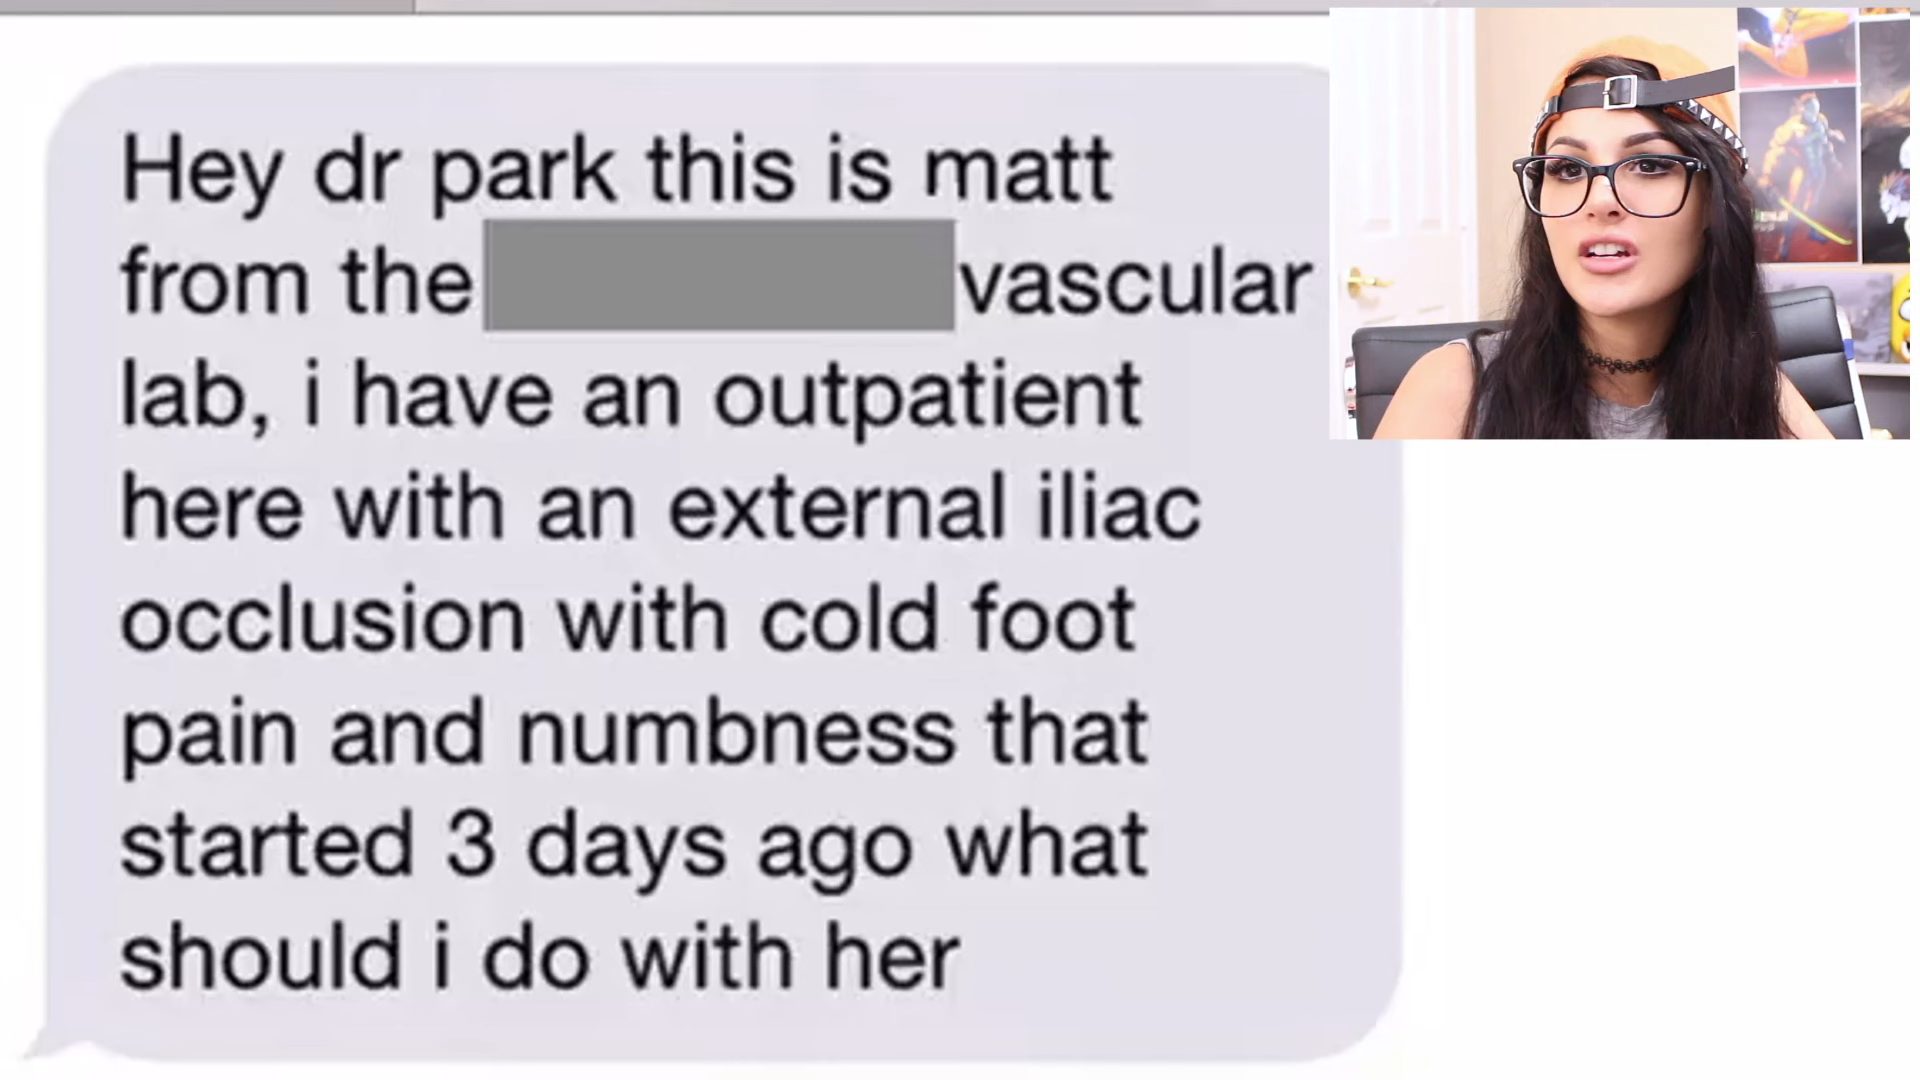 Hey dr park this is matt
from the vascular
lab, i have an outpatient
here with an external iliac
occlusion with cold foot
pain and numbness that
started 3 days ago what
should i do with her